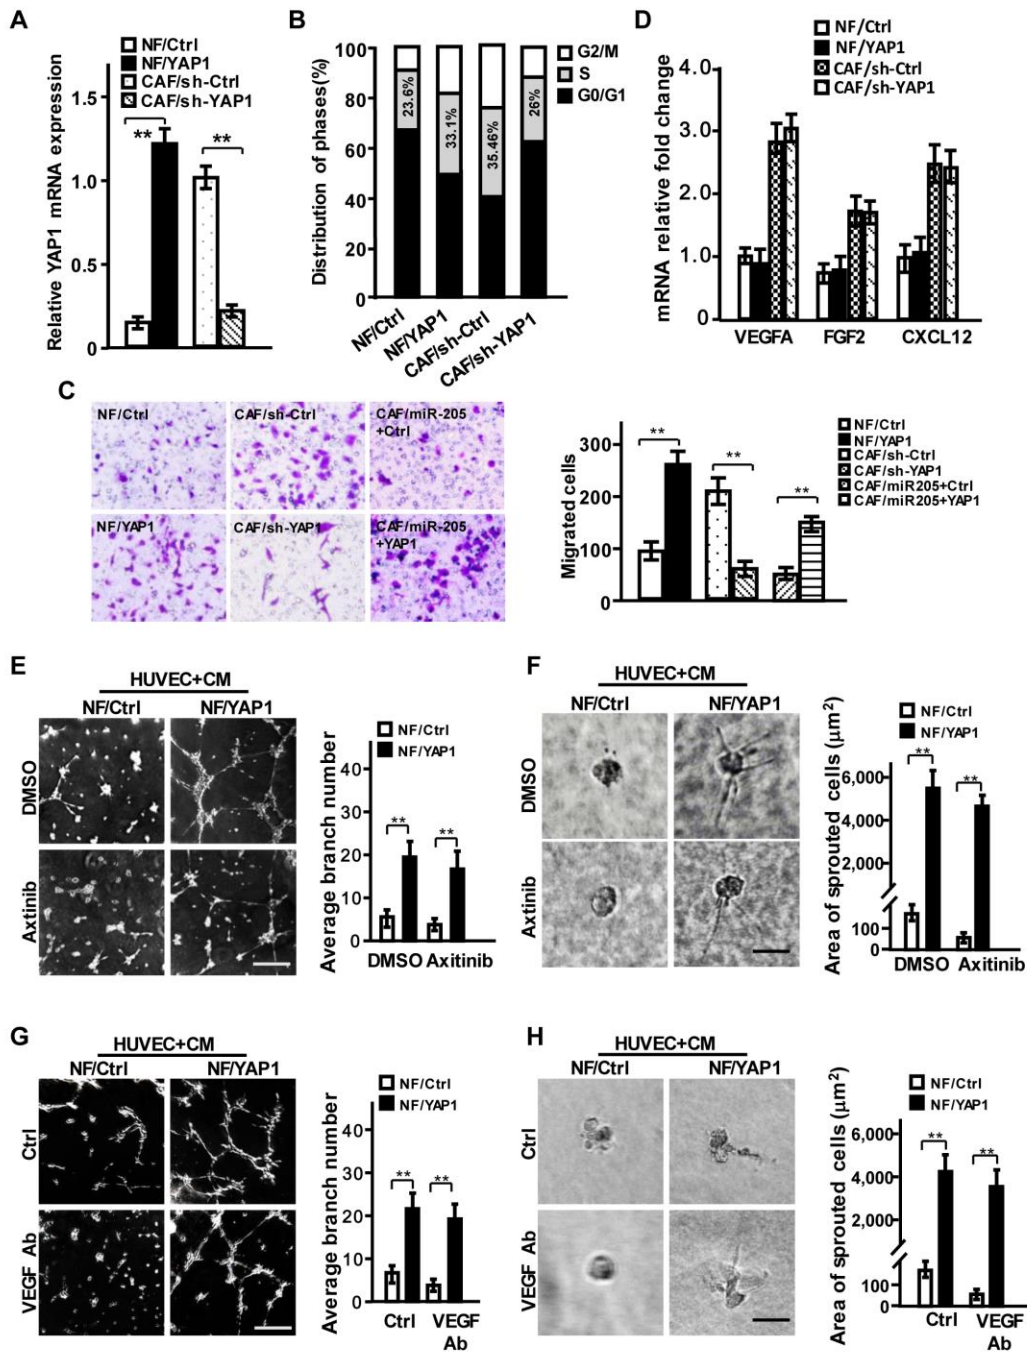 A
NF/Ctrl
NF/YAP1
CAF/sh-Ctrl
CAF/sh-YAP1
Relative YAP1 mRNA expression
1.5
1.0
0.5
0
**
**
B
Distribution of phases(%)
100
80
60
40
20
0
23.6%
33.1%
35.46%
26%
G2/M
S
G0/G1
NF/Ctrl
NF/YAP1
CAF/sh-Ctrl
CAF/sh-YAP1
D
NF/Ctrl
NF/YAP1
CAF/sh-Ctrl
CAF/sh-YAP1
mRNA relative fold change
4.0
3.0
2.0
1.0
0
VEGFA
FGF2
CXCL12
C
NF/Ctrl
CAF/sh-Ctrl
CAF/miR-205
+Ctrl
NF/YAP1
CAF/sh-YAP1
CAF/miR-205
+YAP1
NF/Ctrl
NF/YAP1
CAF/sh-Ctrl
CAF/sh-YAP1
CAF/miR205+Ctrl
CAF/miR205+YAP1
Migrated cells
300
200
100
0
**
**
**
E
HUVEC+CM
NF/Ctrl
NF/YAP1
DMSO
Axtinib
NF/Ctrl
NF/YAP1
Average branch number
40
30
20
10
0
**
**
DMSO
Axitinib
F
HUVEC+CM
NF/Ctrl
NF/YAP1
DMSO
Axtinib
NF/Ctrl
NF/YAP1
Area of sprouted cells (μm²)
6,000
4,000
2,000
100
0
**
**
DMSO
Axitinib
G
HUVEC+CM
NF/Ctrl
NF/YAP1
Ctrl
VEGF Ab
NF/Ctrl
NF/YAP1
Average branch number
40
30
20
10
0
**
**
Ctrl
VEGF
Ab
H
HUVEC+CM
NF/Ctrl
NF/YAP1
Ctrl
VEGF Ab
NF/Ctrl
NF/YAP1
Area of sprouted cells (μm²)
6,000
4,000
2,000
100
0
**
**
Ctrl
VEGF
Ab